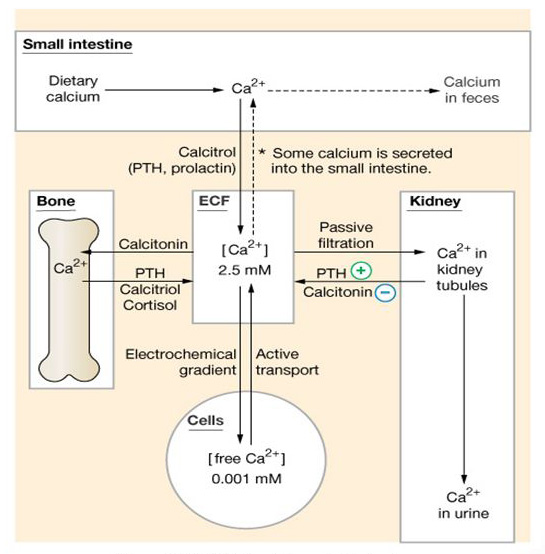 Small intestine
Dietary
calcium
Ca2+
Calcium
in feces
Calcitrol
(PTH, prolactin)
* Some calcium is secreted
into the small intestine.
Bone
Ca2+
Calcitonin
PTH
Calcitriol
Cortisol
ECF
[Ca2+]
2.5 mM
Passive
filtration
PTH +
Calcitonin −
Kidney
Ca2+ in
kidney
tubules
Ca2+
in urine
Electrochemical
gradient
Active
transport
Cells
[free Ca2+]
0.001 mM